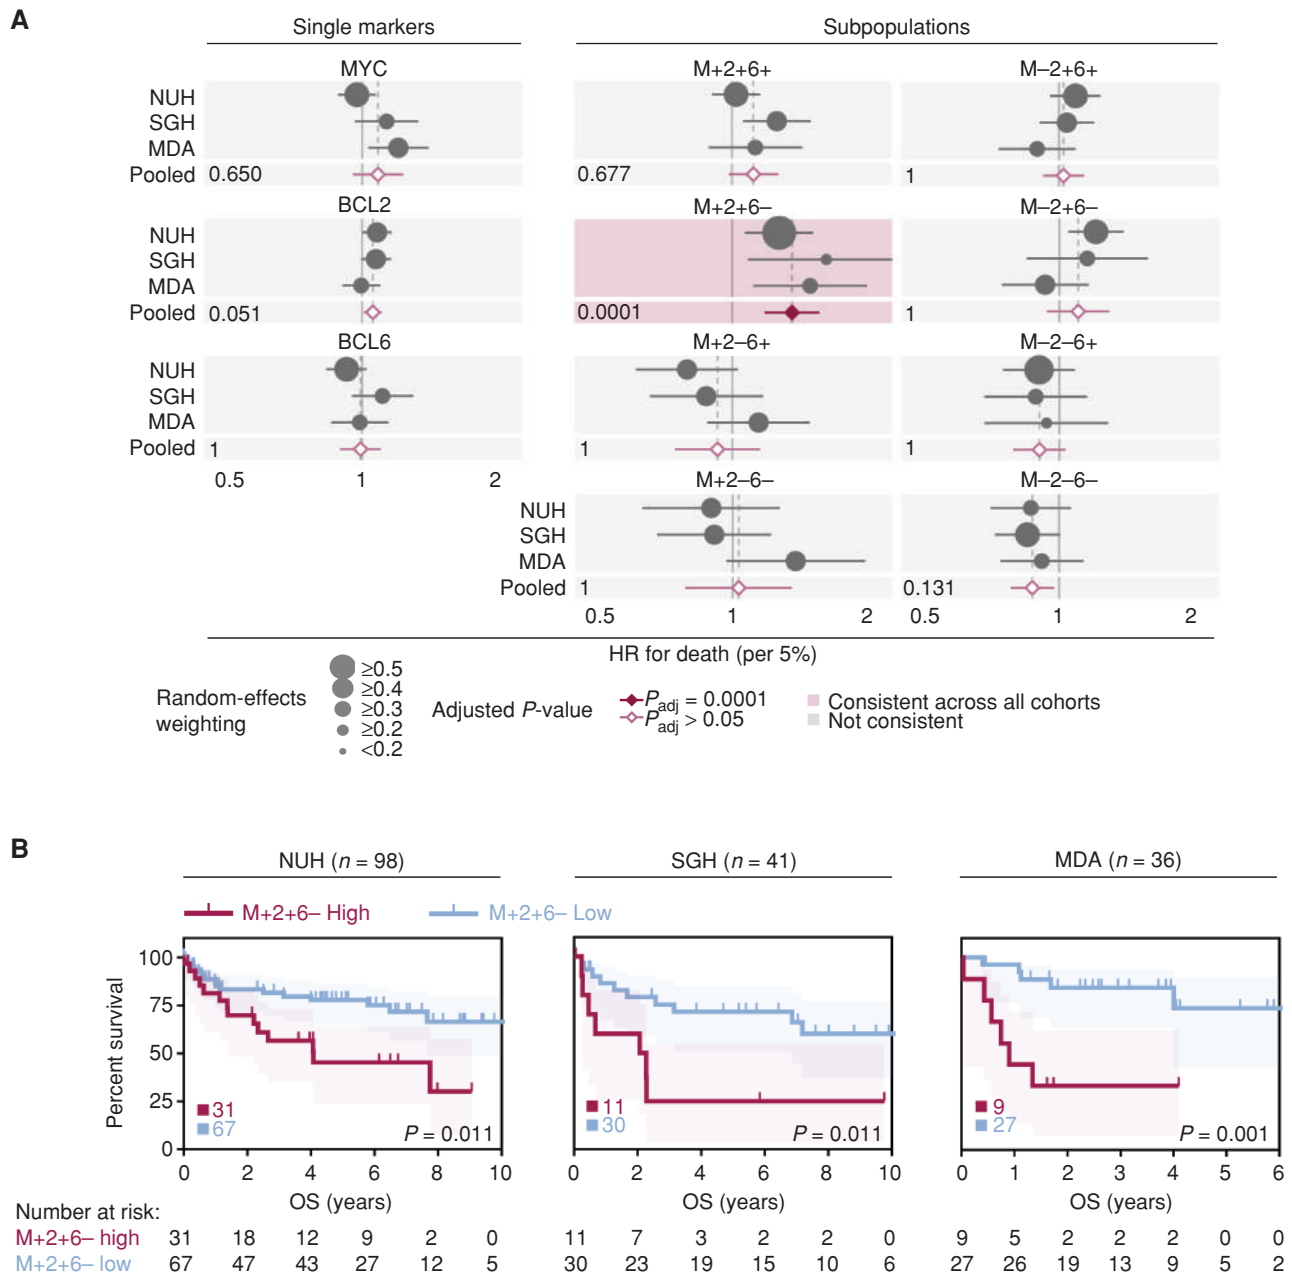 A
Single markers
Subpopulations
MYC
M+2+6+
M–2+6+
NUH
SGH
MDA
Pooled
0.650
0.677
1
BCL2
M+2+6–
M–2+6–
NUH
SGH
MDA
Pooled
0.051
0.0001
1
BCL6
M+2–6+
M–2–6+
NUH
SGH
MDA
Pooled
1
1
1
0.5 1 2
M+2–6–
M–2–6–
NUH
SGH
MDA
Pooled
1
0.131
0.5 1 2
0.5 1 2
HR for death (per 5%)
Random-effects
weighting
≥0.5
≥0.4
≥0.3
≥0.2
<0.2
Adjusted P-value
Padj = 0.0001
Padj > 0.05
Consistent across all cohorts
Not consistent
B
NUH (n = 98)
SGH (n = 41)
MDA (n = 36)
M+2+6– High
M+2+6– Low
Percent survival
100
75
50
25
0
31
67
P = 0.011
11
30
P = 0.011
9
27
P = 0.001
0 2 4 6 8 10
0 2 4 6 8 10
0 1 2 3 4 5 6
OS (years)
OS (years)
OS (years)
Number at risk:
M+2+6– high 31 18 12 9 2 0 11 7 3 2 2 0 9 5 2 2 2 0 0
M+2+6– low 67 47 43 27 12 5 30 23 19 15 10 6 27 26 19 13 9 5 2